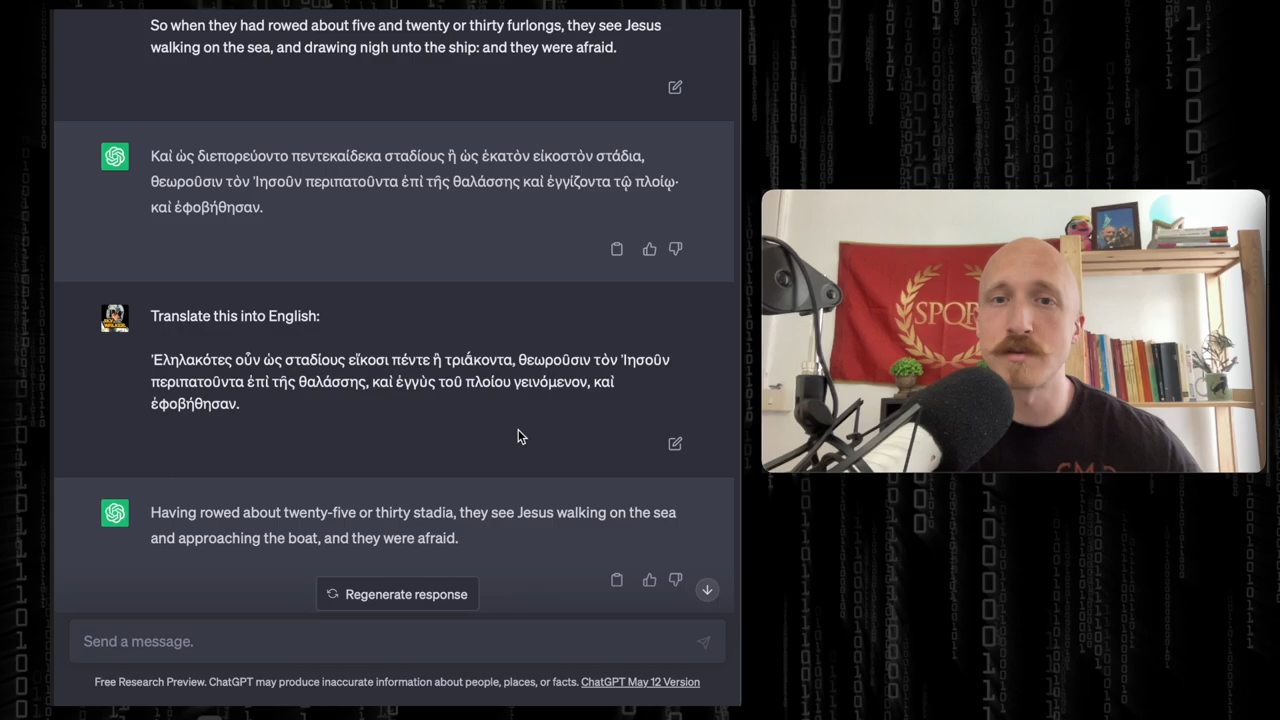 So when they had rowed about five and twenty or thirty furlongs, they see Jesus
walking on the sea, and drawing nigh unto the ship: and they were afraid.
Καὶ ὡς διεπορεύοντο πεντεκαίδεκα σταδίους ἢ ὡς ἑκατὸν εἰκοστὸν στάδια,
θεωροῦσιν τὸν Ἰησοῦν περιπατοῦντα ἐπὶ τῆς θαλάσσης καὶ ἐγγίζοντα τῷ πλοίῳ·
καὶ ἐφοβήθησαν.
Translate this into English:
Ἐληλακότες οὖν ὡς σταδίους εἴκοσι πέντε ἢ τριάκοντα, θεωροῦσιν τὸν Ἰησοῦν
περιπατοῦντα ἐπὶ τῆς θαλάσσης, καὶ ἐγγὺς τοῦ πλοίου γεινόμενον, καὶ
ἐφοβήθησαν.
Having rowed about twenty-five or thirty stadia, they see Jesus walking on the sea
and approaching the boat, and they were afraid.
Regenerate response
Send a message.
Free Research Preview. ChatGPT may produce inaccurate information about people, places, or facts. ChatGPT May 12 Version
SPQR